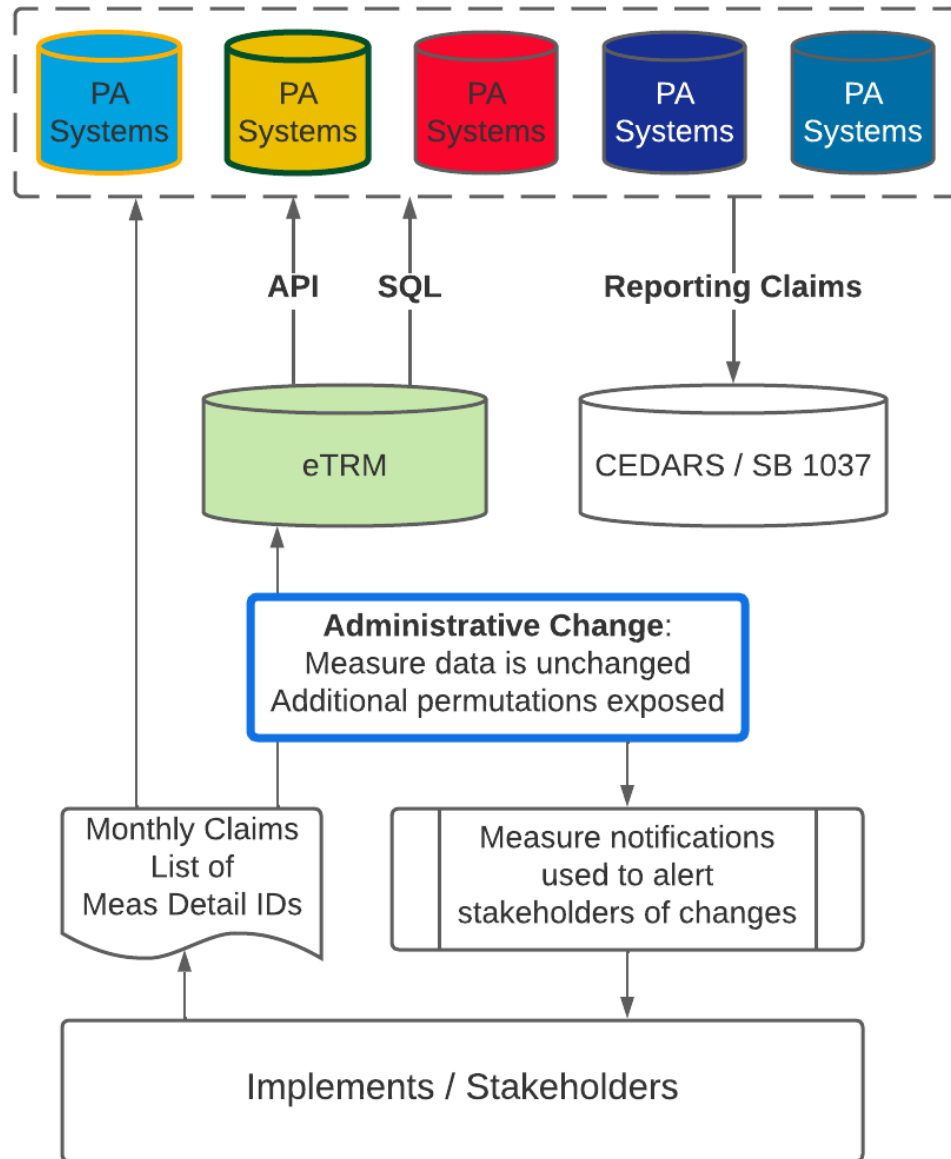 PA
Systems
PA
Systems
PA
Systems
PA
Systems
PA
Systems
API
SQL
Reporting Claims
eTRM
CEDARS / SB 1037
Administrative Change:
Measure data is unchanged
Additional permutations exposed
Monthly Claims
List of
Meas Detail IDs
Measure notifications
used to alert
stakeholders of changes
Implements / Stakeholders